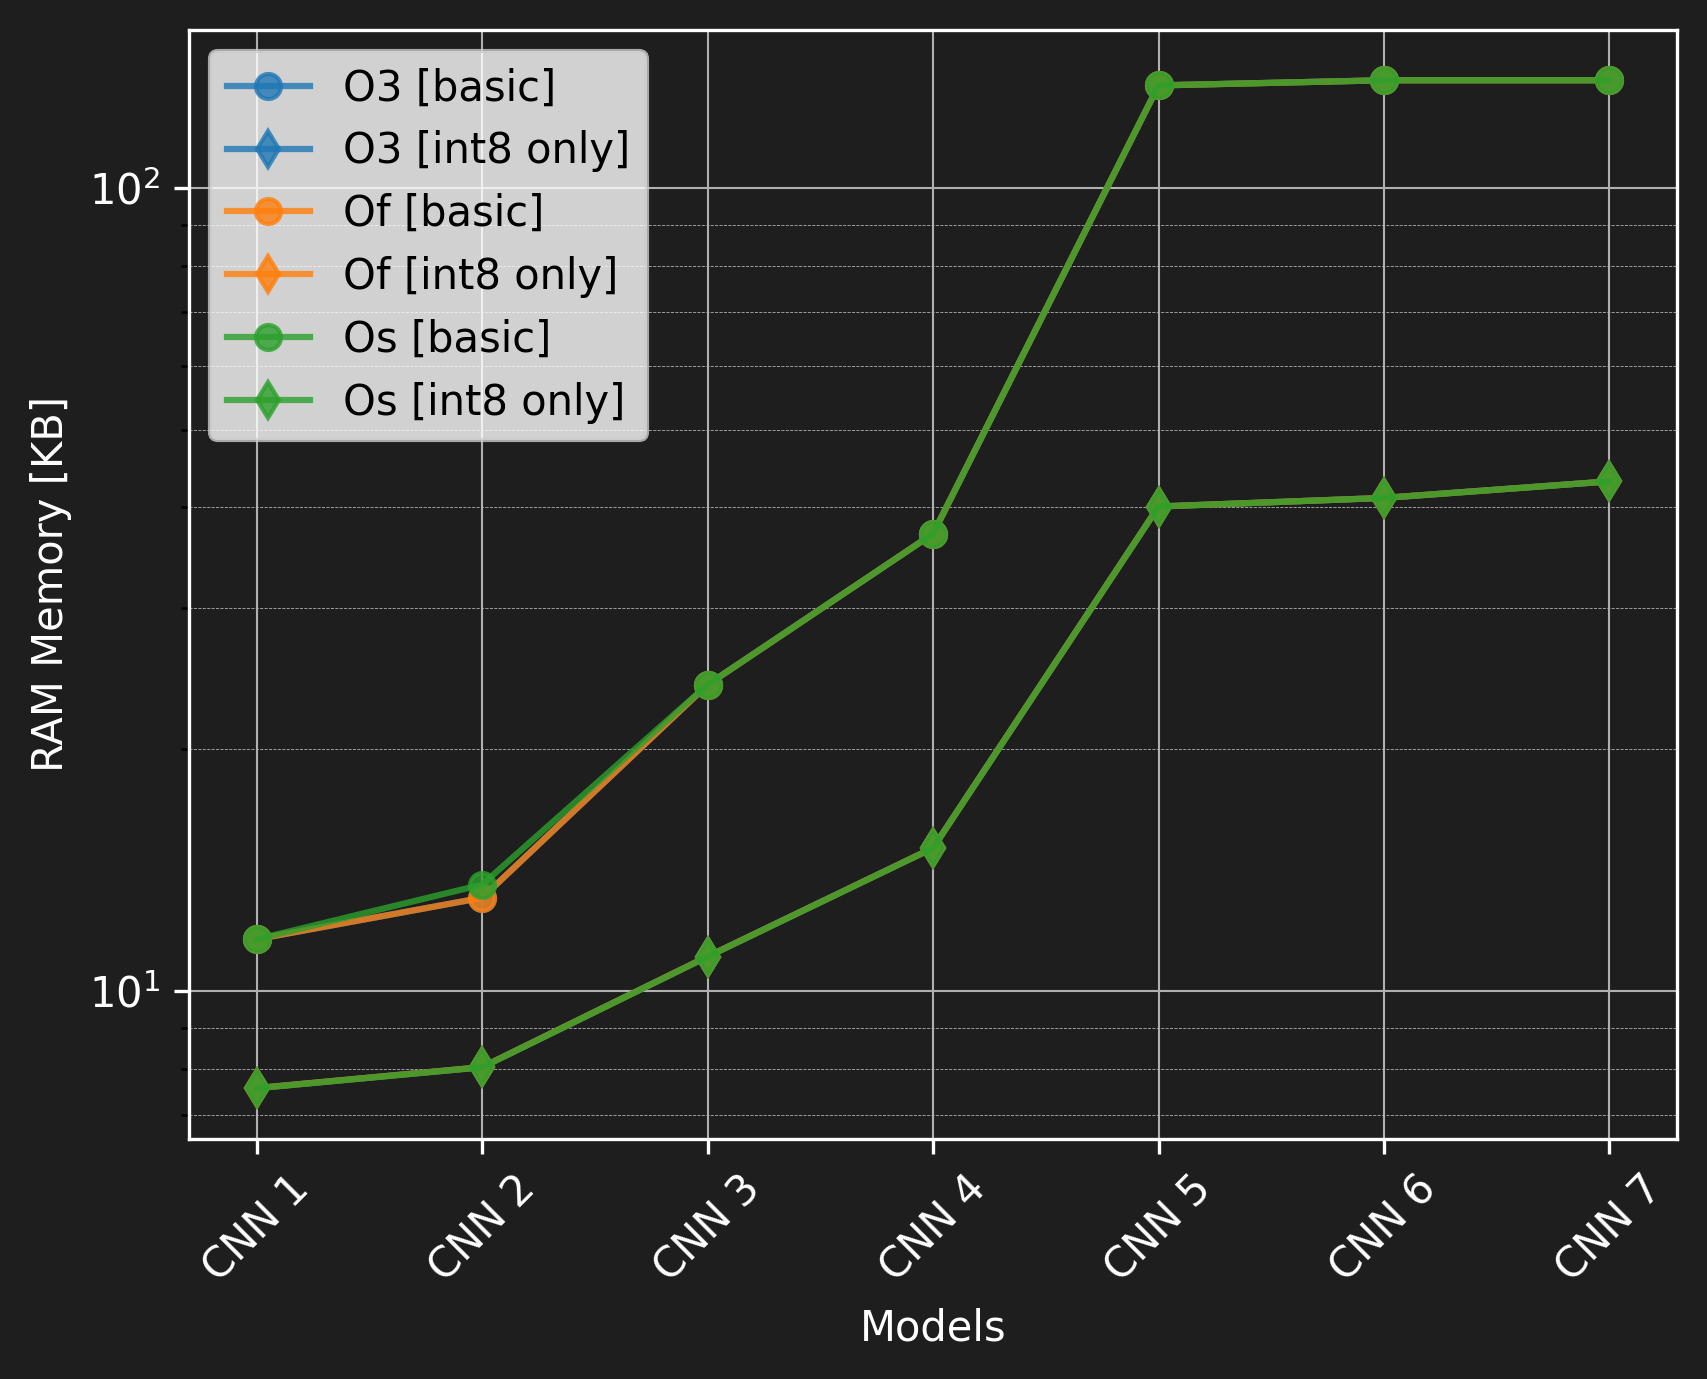 O3 [basic]
O3 [int8 only]
Of [basic]
Of [int8 only]
Os [basic]
Os [int8 only]
10²
10¹
RAM Memory [KB]
CNN 1
CNN 2
CNN 3
CNN 4
CNN 5
CNN 6
CNN 7
Models